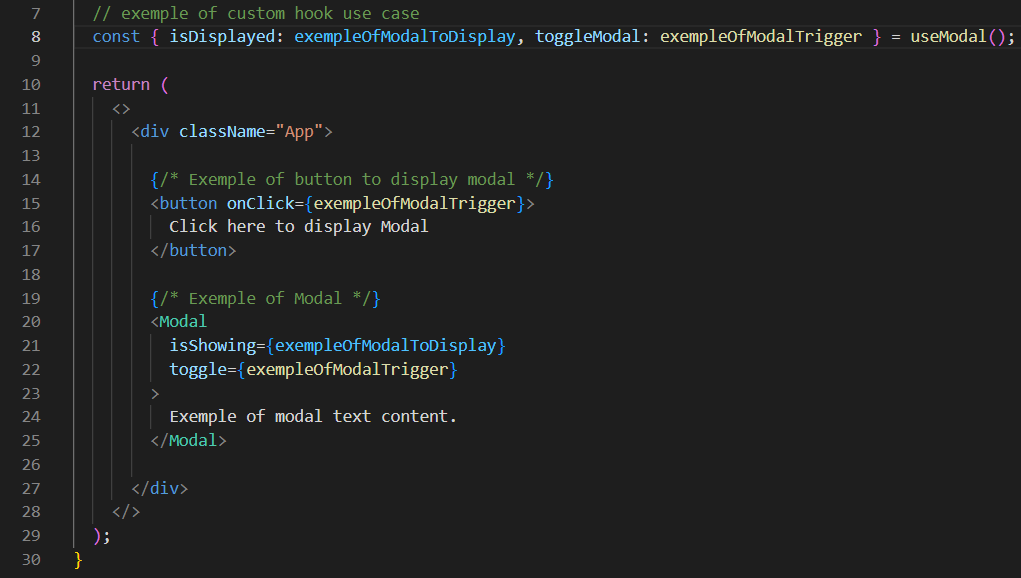 7 // exemple of custom hook use case
8 const { isDisplayed: exempleOfModalToDisplay, toggleModal: exempleOfModalTrigger } = useModal();
9
10 return (
11 <>
12 <div className="App">
13
14 {/* Exemple of button to display modal */}
15 <button onClick={exempleOfModalTrigger}>
16 Click here to display Modal
17 </button>
18
19 {/* Exemple of Modal */}
20 <Modal
21 isShowing={exempleOfModalToDisplay}
22 toggle={exempleOfModalTrigger}
23 >
24 Exemple of modal text content.
25 </Modal>
26
27 </div>
28 </>
29 );
30 }